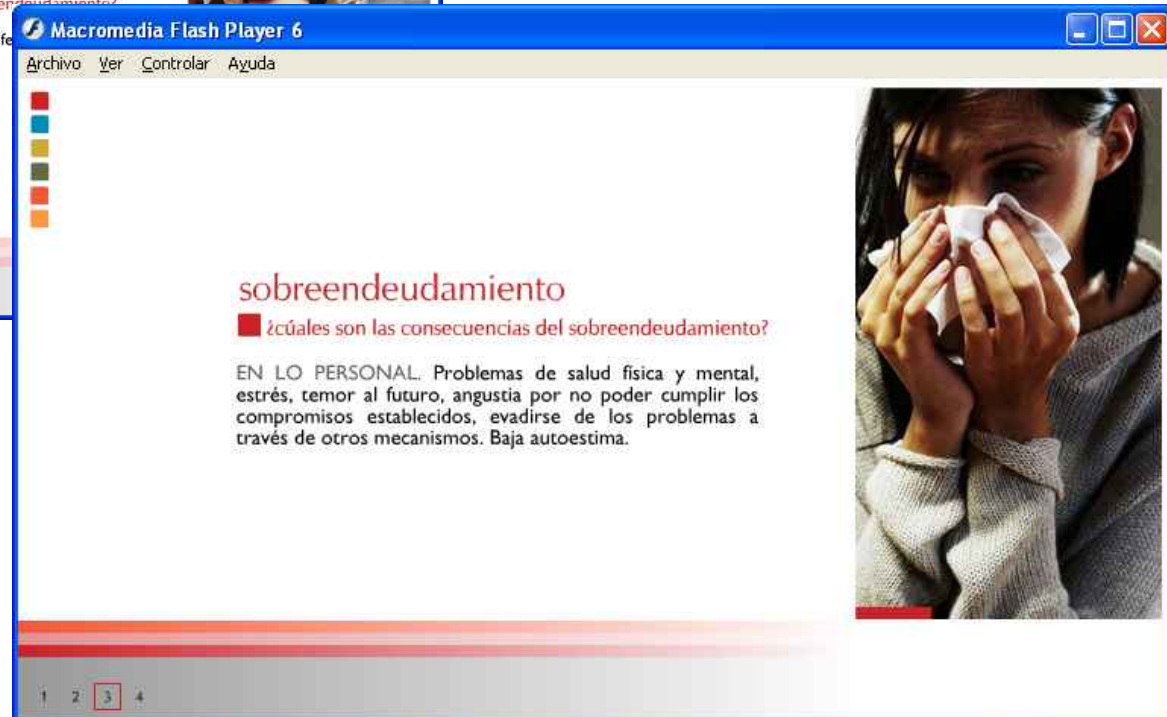 endeudamiento?
Macromedia Flash Player 6
Archivo Ver Controlar Ayuda
sobreendeudamiento
¿cúales son las consecuencias del sobreendeudamiento?
EN LO PERSONAL. Problemas de salud física y mental,
estrés, temor al futuro, angustia por no poder cumplir los
compromisos establecidos, evadirse de los problemas a
través de otros mecanismos. Baja autoestima.
1 2 3 4